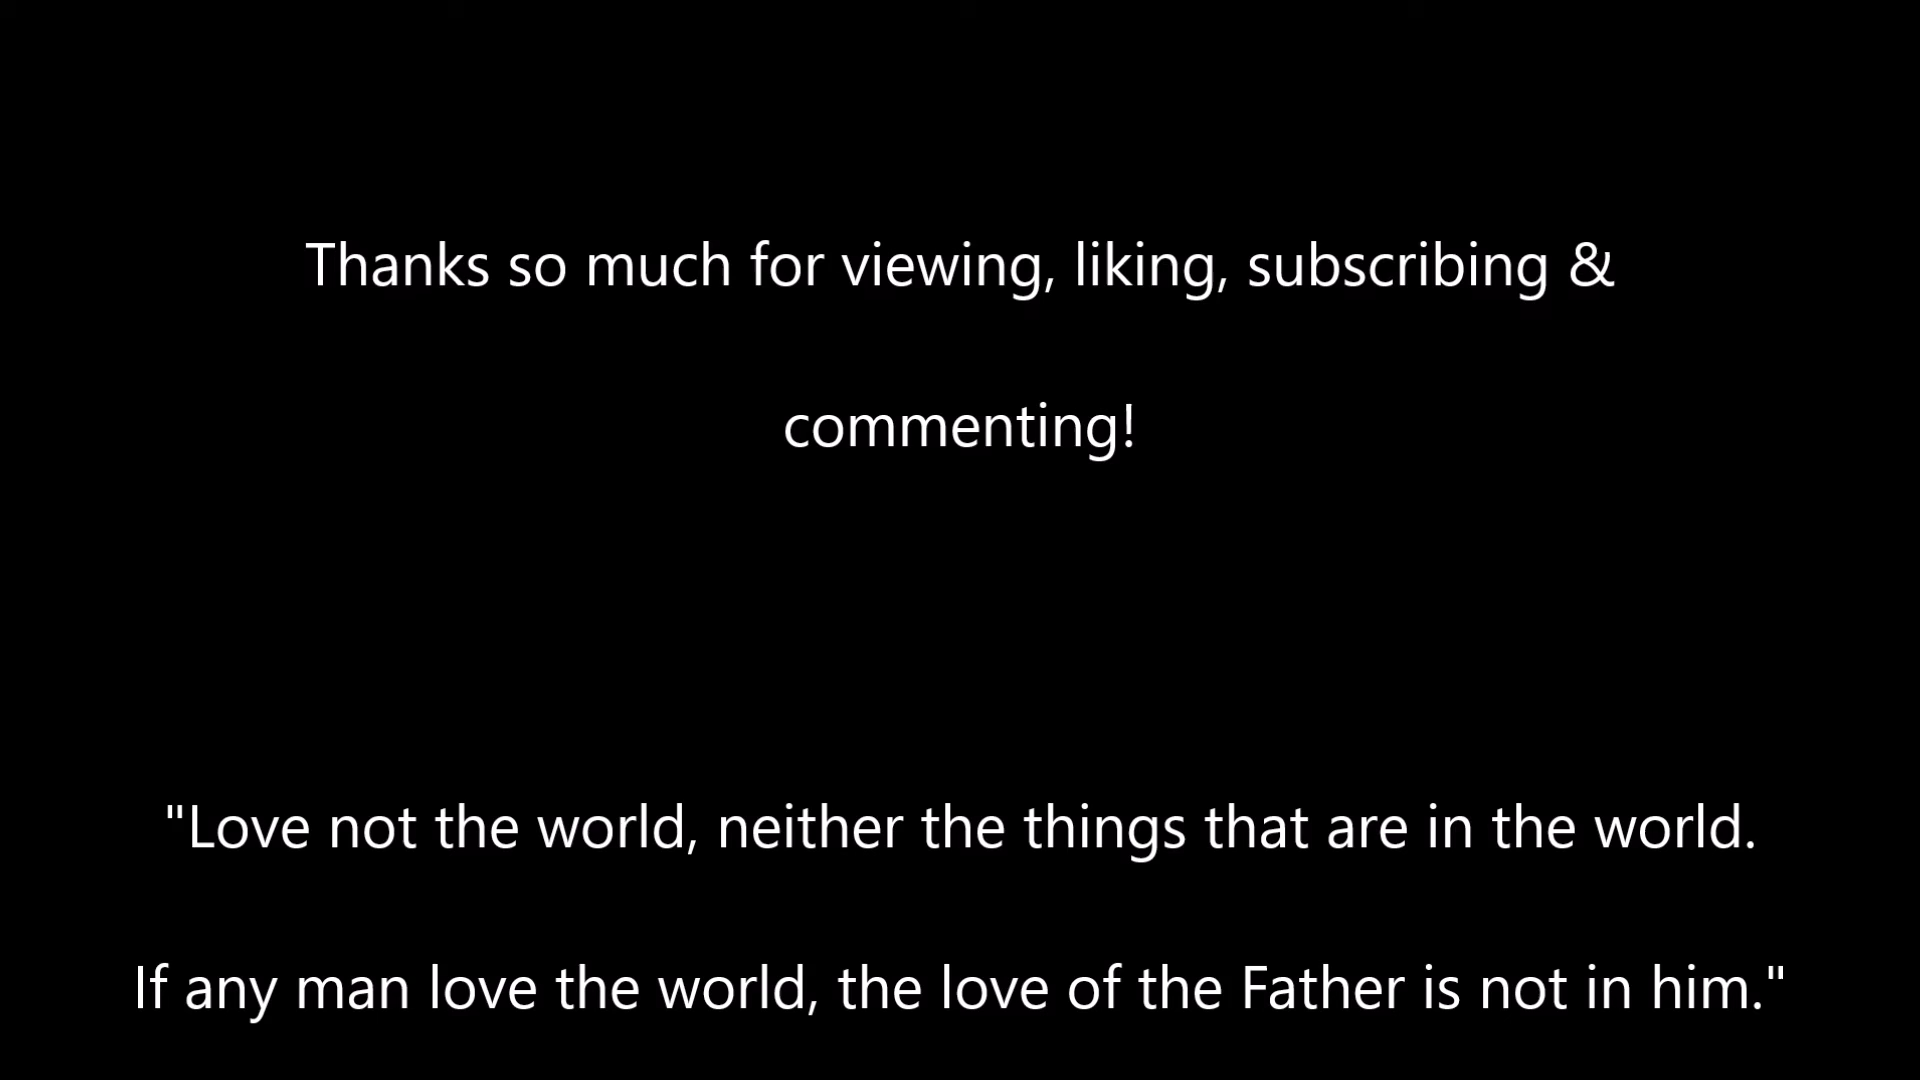 Thanks so much for viewing, liking, subscribing &
commenting!
"Love not the world, neither the things that are in the world.
If any man love the world, the love of the Father is not in him."